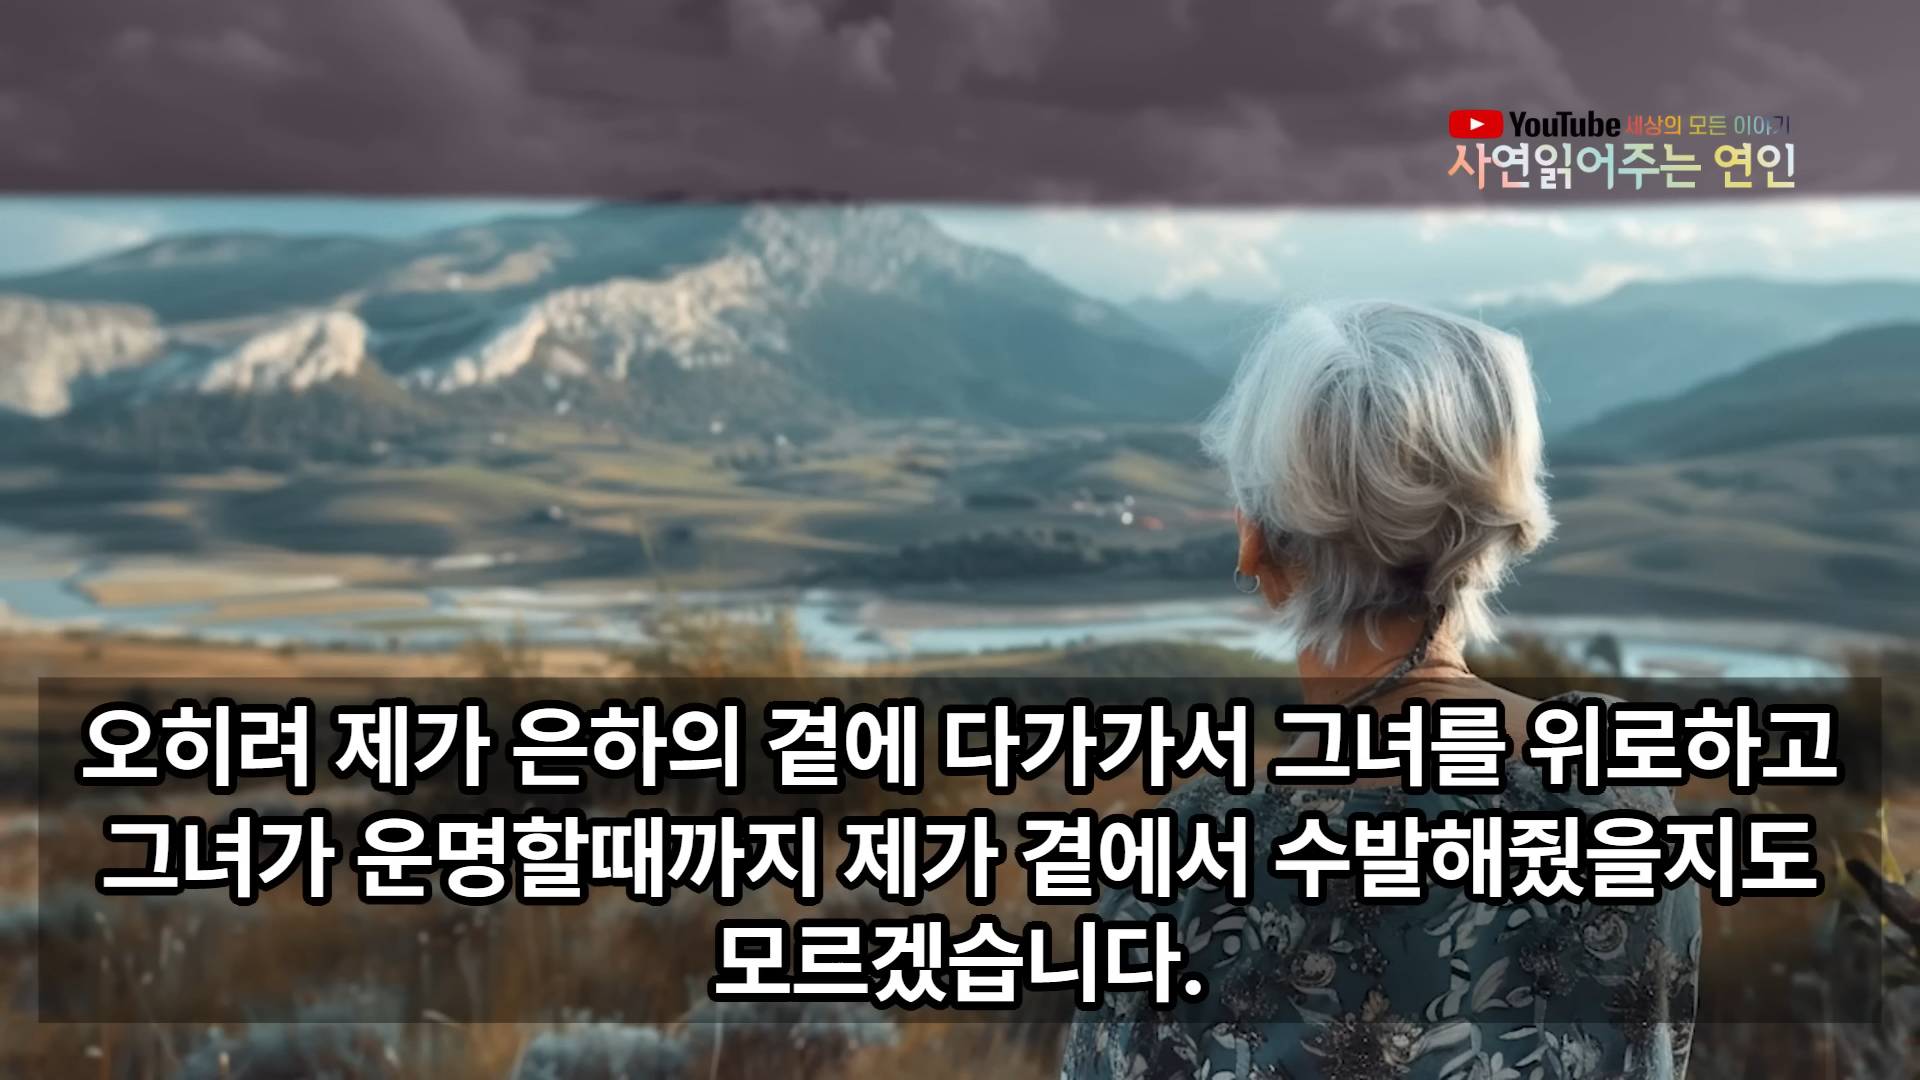 YouTube 세상의 모든 이야기
사연읽어주는 연인
오히려 제가 은하의 곁에 다가가서 그녀를 위로하고
그녀가 운명할때까지 제가 곁에서 수발해줬을지도
모르겠습니다.